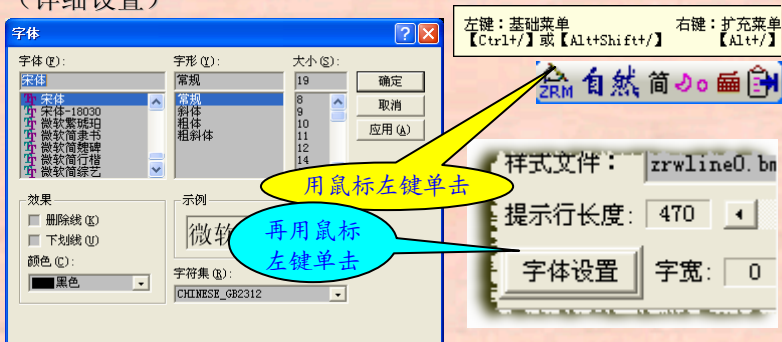 （详细设置）
字体
字体(F):
字形(Y):
大小(S):
宋体
常规
19
确定
取消
应用(A)
宋体
宋体-18030
微软繁琥珀
微软简隶书
微软简魏碑
微软简行楷
微软简综艺
常规
斜体
粗体
粗斜体
8
9
10
11
12
14
效果
删除线(K)
下划线(U)
颜色(C):
黑色
示例
微软
字符集(R):
CHINESE_GB2312
左键：基础菜单 右键：扩充菜单
【Ctrl+/】或【Alt+Shift+/】 【Alt+/】
ZRM 自然 简
用鼠标左键单击
再用鼠标
左键单击
样式文件： zrwline0.bm
提示行长度: 470
字体设置 字宽: 0